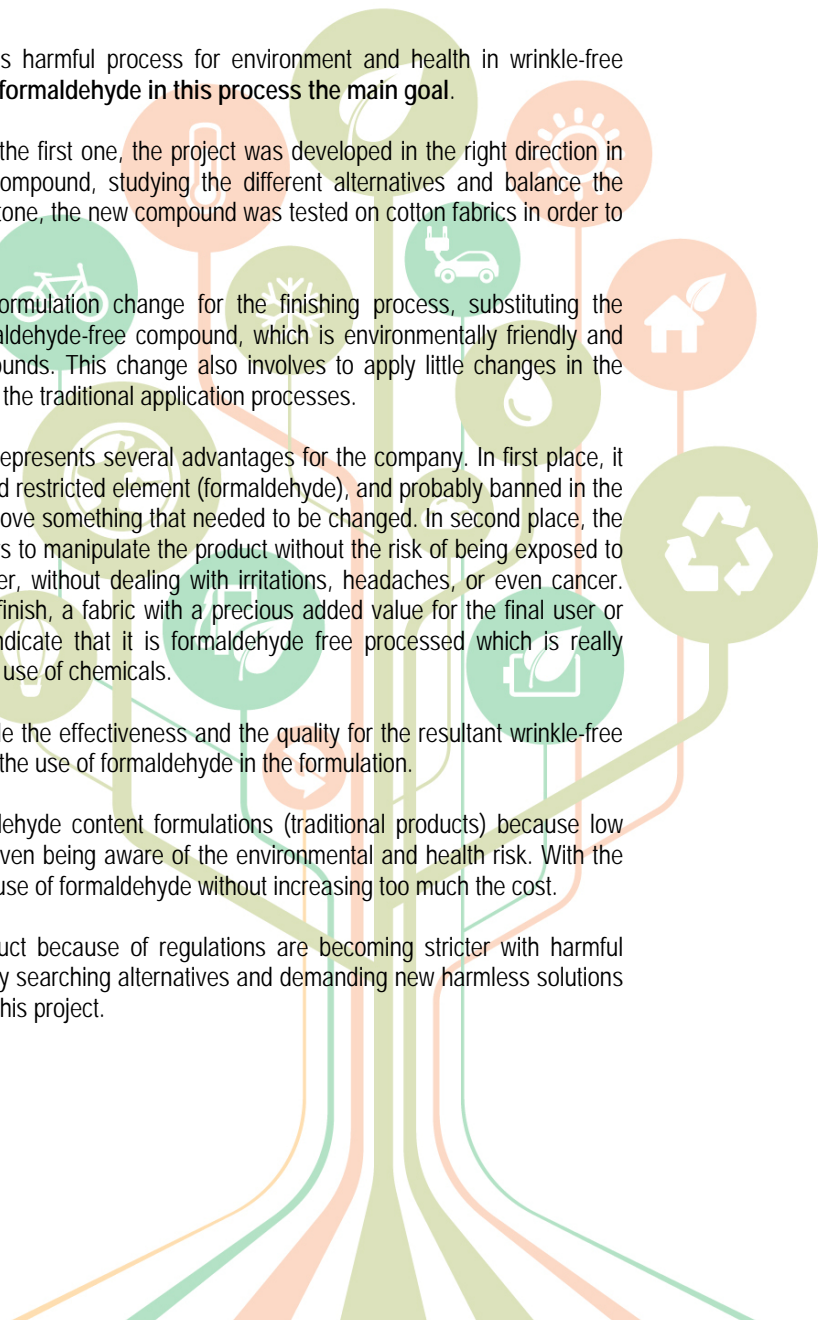 s harmful process for environment and health in wrinkle-free
formaldehyde in this process the main goal.
the first one, the project was developed in the right direction in
ompound, studying the different alternatives and balance the
tone, the new compound was tested on cotton fabrics in order to
ormulation change for the finishing process, substituting the
aldehyde-free compound, which is environmentally friendly and
ounds. This change also involves to apply little changes in the
the traditional application processes.
epresents several advantages for the company. In first place, it
d restricted element (formaldehyde), and probably banned in the
ove something that needed to be changed. In second place, the
s to manipulate the product without the risk of being exposed to
er, without dealing with irritations, headaches, or even cancer.
finish, a fabric with a precious added value for the final user or
ndicate that it is formaldehyde free processed which is really
use of chemicals.
le the effectiveness and the quality for the resultant wrinkle-free
the use of formaldehyde in the formulation.
dehyde content formulations (traditional products) because low
ven being aware of the environmental and health risk. With the
use of formaldehyde without increasing too much the cost.
uct because of regulations are becoming stricter with harmful
y searching alternatives and demanding new harmless solutions
his project.